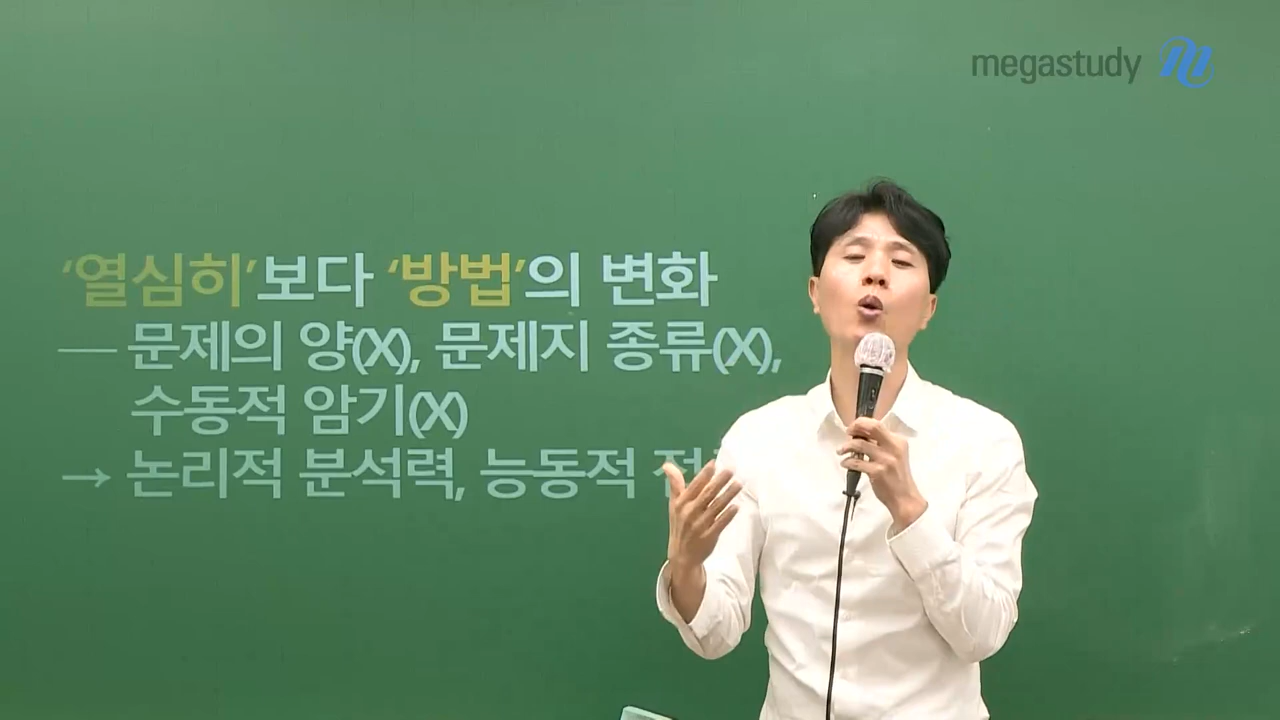 megastudy
‘열심히’보다 ‘방법’의 변화
— 문제의 양(X), 문제지 종류(X),
수동적 암기(X)
→ 논리적 분석력, 능동적